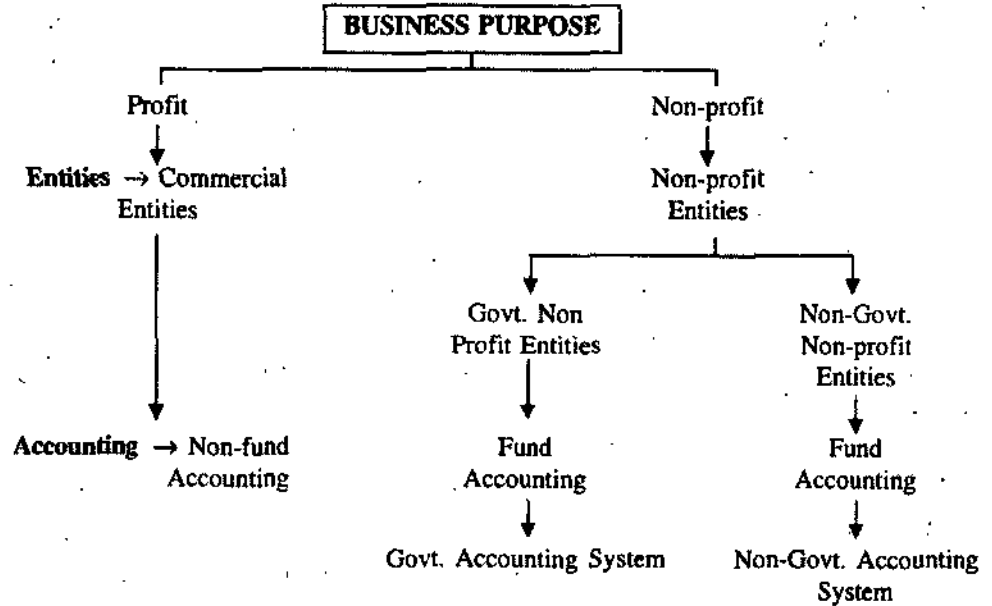 BUSINESS PURPOSE
Profit
Non-profit
Entities → Commercial
Entities
Non-profit
Entities
Govt. Non
Profit Entities
Non-Govt.
Non-profit
Entities
Accounting → Non-fund
Accounting
Fund
Accounting
Fund
Accounting
Govt. Accounting System
Non-Govt. Accounting
System